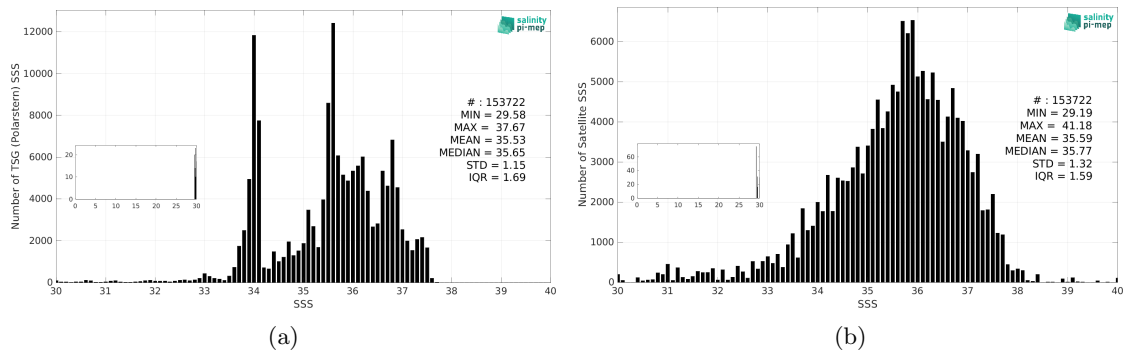 12000
10000
8000
6000
4000
2000
0
Number of TSG (Polarstern) SSS
30 31 32 33 34 35 36 37 38 39 40
SSS
salinity
pi-mep
# : 153722
MIN = 29.58
MAX = 37.67
MEAN = 35.53
MEDIAN = 35.65
STD = 1.15
IQR = 1.69
20
10
0
0 5 10 15 20 25 30
(a)
6000
5000
4000
3000
2000
1000
0
Number of Satellite SSS
30 31 32 33 34 35 36 37 38 39 40
SSS
salinity
pi-mep
# : 153722
MIN = 29.19
MAX = 41.18
MEAN = 35.59
MEDIAN = 35.77
STD = 1.32
IQR = 1.59
60
40
20
0
0 5 10 15 20 25 30
(b)